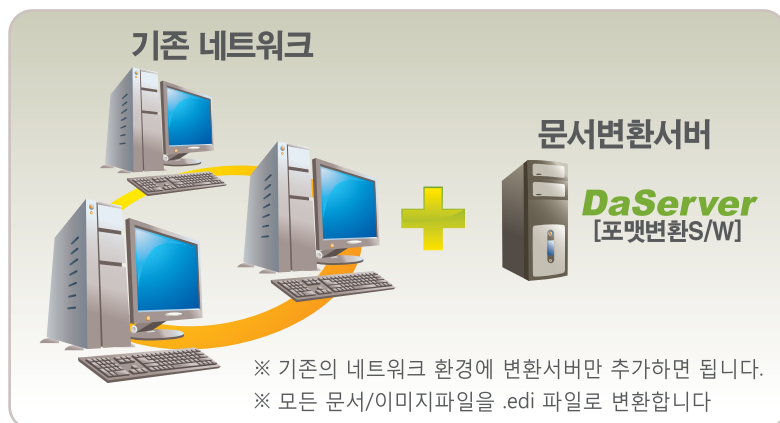 기존 네트워크
문서변환서버
DaServer
[포맷변환S/W]
※ 기존의 네트워크 환경에 변환서버만 추가하면 됩니다.
※ 모든 문서/이미지파일을 .edi 파일로 변환합니다